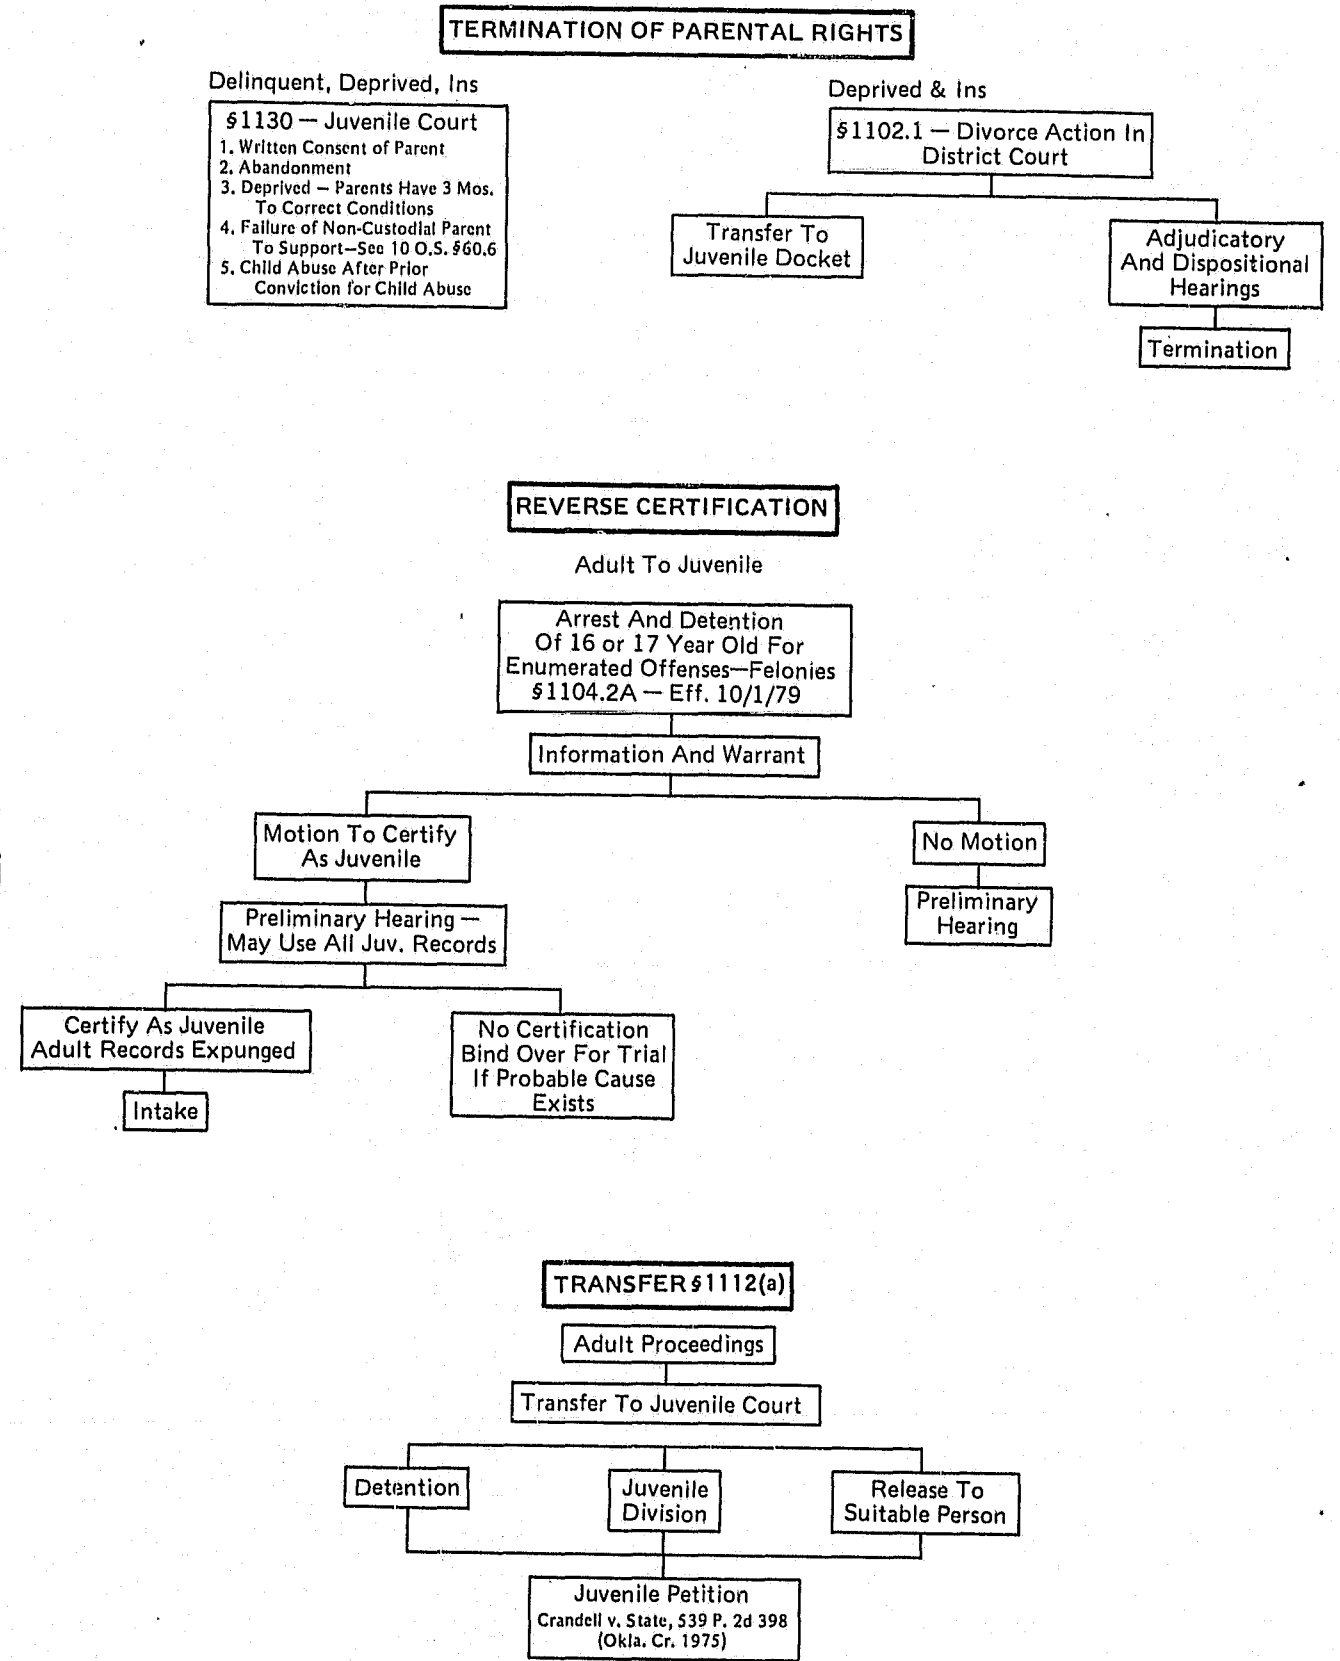 TERMINATION OF PARENTAL RIGHTS
Delinquent, Deprived, Ins
§1130 — Juvenile Court
1. Written Consent of Parent
2. Abandonment
3. Deprived — Parents Have 3 Mos.
To Correct Conditions
4. Failure of Non-Custodial Parent
To Support—See 10 O.S. §60.6
5. Child Abuse After Prior
Conviction for Child Abuse
Deprived & Ins
§1102.1 — Divorce Action In
District Court
Transfer To
Juvenile Docket
Adjudicatory
And Dispositional
Hearings
Termination
REVERSE CERTIFICATION
Adult To Juvenile
Arrest And Detention
Of 16 or 17 Year Old For
Enumerated Offenses—Felonies
§1104.2A — Eff. 10/1/79
Information And Warrant
Motion To Certify
As Juvenile
No Motion
Preliminary Hearing —
May Use All Juv. Records
Preliminary
Hearing
Certify As Juvenile
Adult Records Expunged
No Certification
Bind Over For Trial
If Probable Cause
Exists
Intake
TRANSFER §1112(a)
Adult Proceedings
Transfer To Juvenile Court
Detention
Juvenile
Division
Release To
Suitable Person
Juvenile Petition
Crandell v. State, 539 P. 2d 398
(Okla. Cr. 1975)